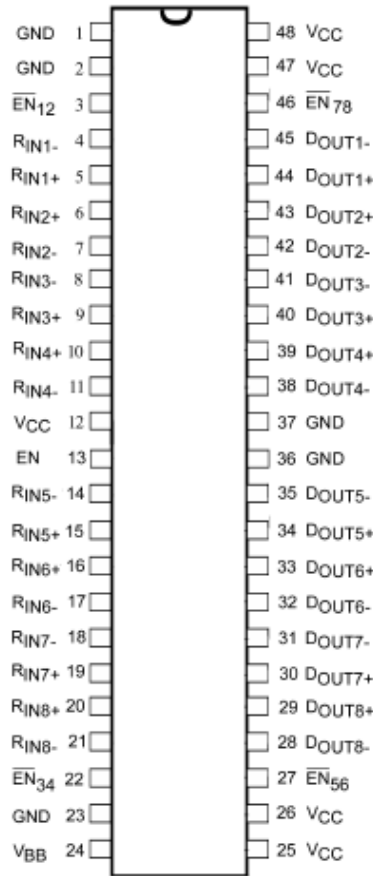 GND 1 48 VCC
GND 2 47 VCC
E̅N̅12 3 46 E̅N̅78
RIN1- 4 45 DOUT1-
RIN1+ 5 44 DOUT1+
RIN2+ 6 43 DOUT2+
RIN2- 7 42 DOUT2-
RIN3- 8 41 DOUT3-
RIN3+ 9 40 DOUT3+
RIN4+ 10 39 DOUT4+
RIN4- 11 38 DOUT4-
VCC 12 37 GND
EN 13 36 GND
RIN5- 14 35 DOUT5-
RIN5+ 15 34 DOUT5+
RIN6+ 16 33 DOUT6+
RIN6- 17 32 DOUT6-
RIN7- 18 31 DOUT7-
RIN7+ 19 30 DOUT7+
RIN8+ 20 29 DOUT8+
RIN8- 21 28 DOUT8-
E̅N̅34 22 27 E̅N̅56
GND 23 26 VCC
VBB 24 25 VCC